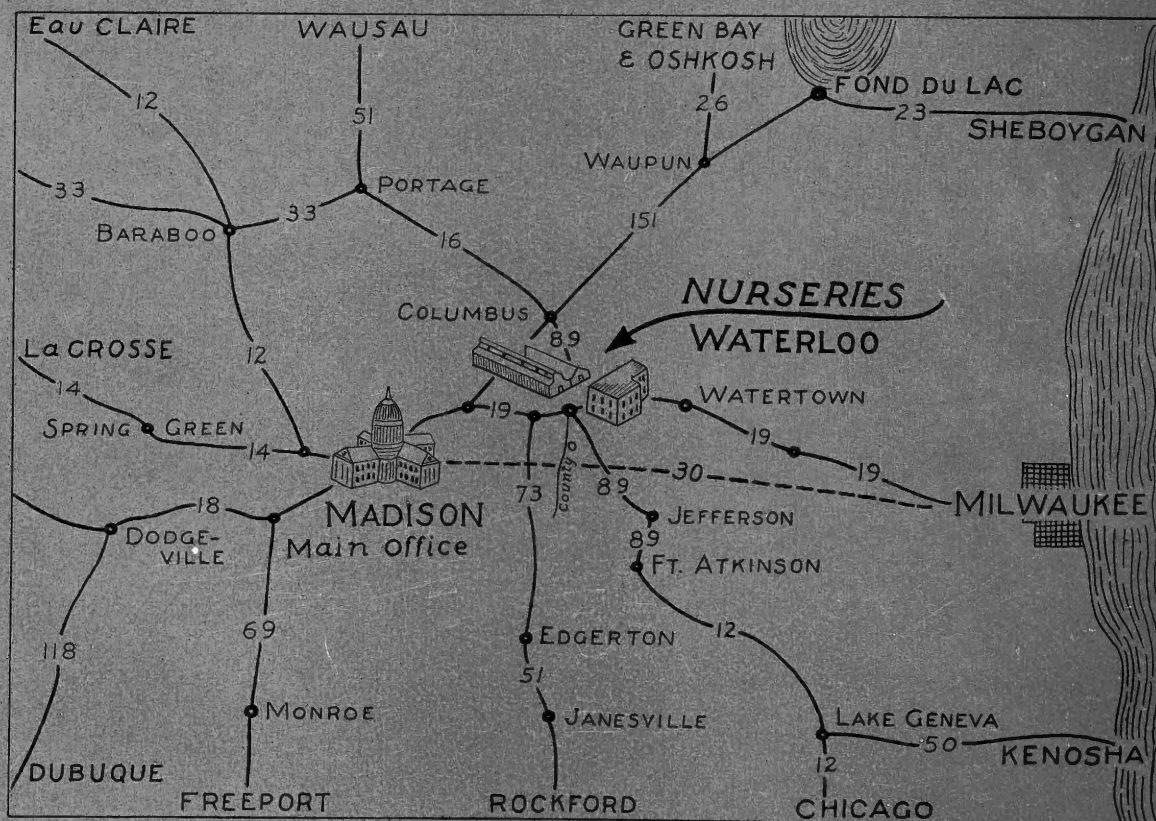 Eau CLAIRE
WAUSAU
GREEN BAY
& OSHKOSH
12
51
26
FOND DU LAC
23
SHEBOYGAN
WAUPUN
33
PORTAGE
33
BARABOO
16
151
COLUMBUS
89
NURSERIES
WATERLOO
La CROSSE
12
14
SPRING GREEN
14
19
WATERTOWN
19
19
County O
73
89
30
MILWAUKEE
18
MADISON
Main Office
DODGE-
VILLE
JEFFERSON
89
FT. ATKINSON
69
118
EDGERTON
51
12
MONROE
JANESVILLE
LAKE GENEVA
50
KENOSHA
12
DUBUQUE
FREEPORT
ROCKFORD
CHICAGO